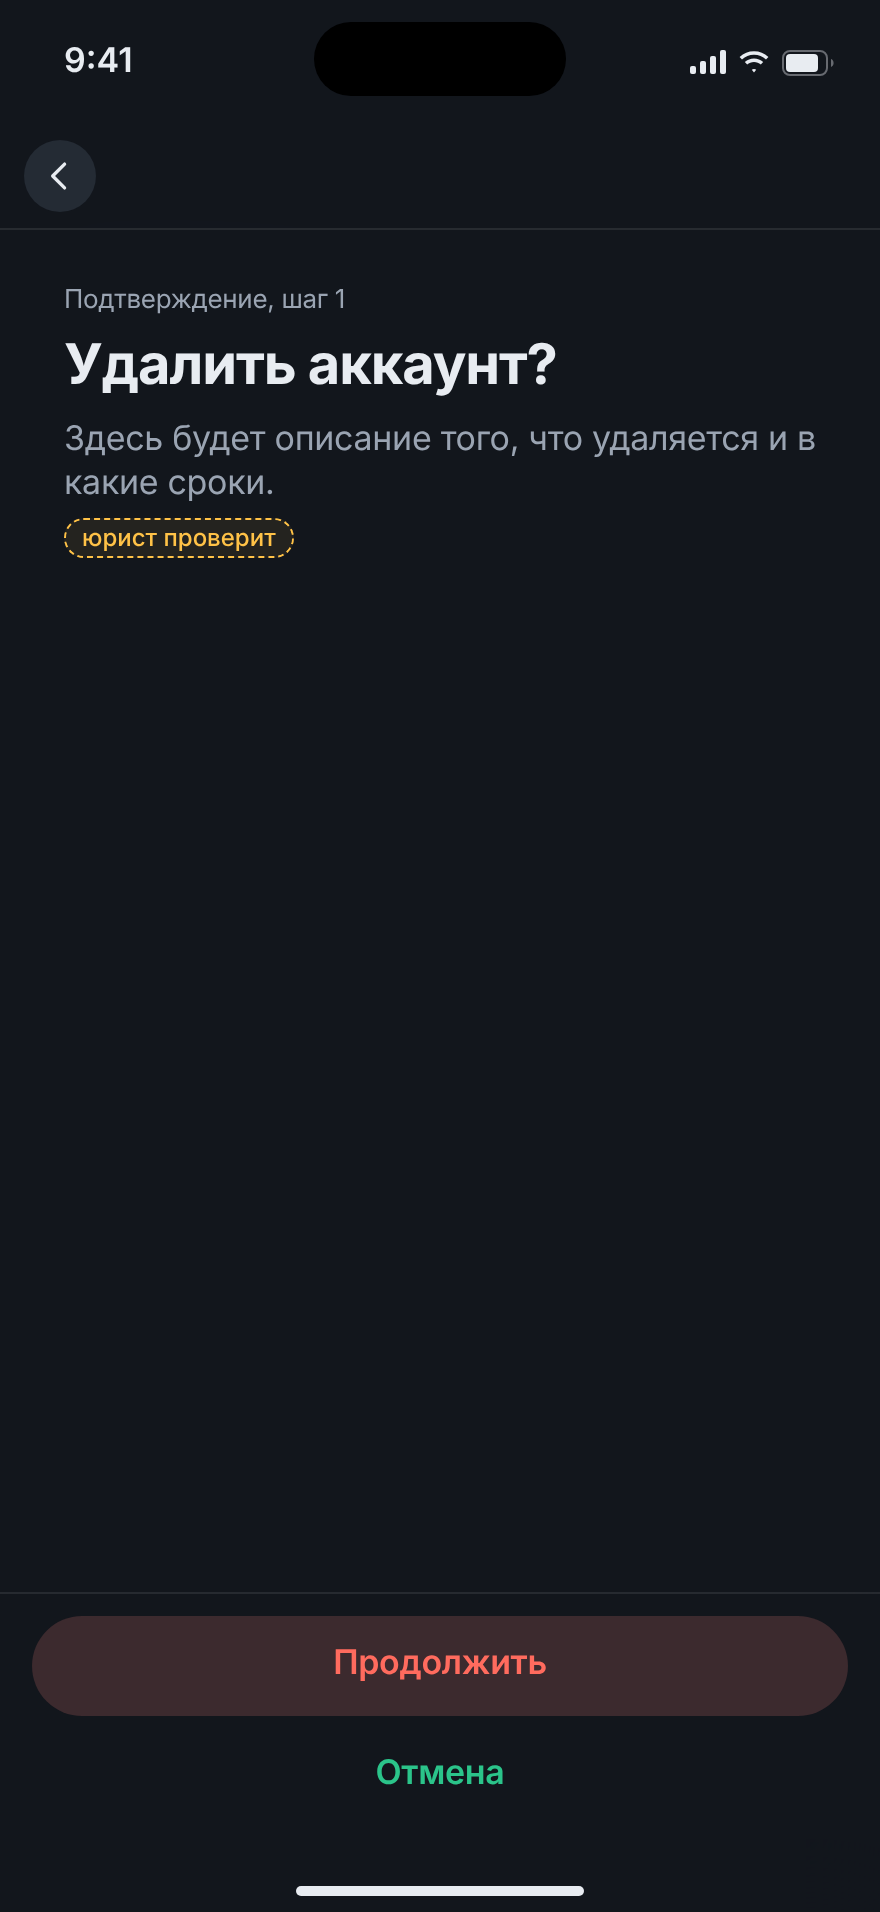 9:41
Подтверждение, шаг 1
Удалить аккаунт?
Здесь будет описание того, что удаляется и в
какие сроки.
юрист проверит
Продолжить
Отмена